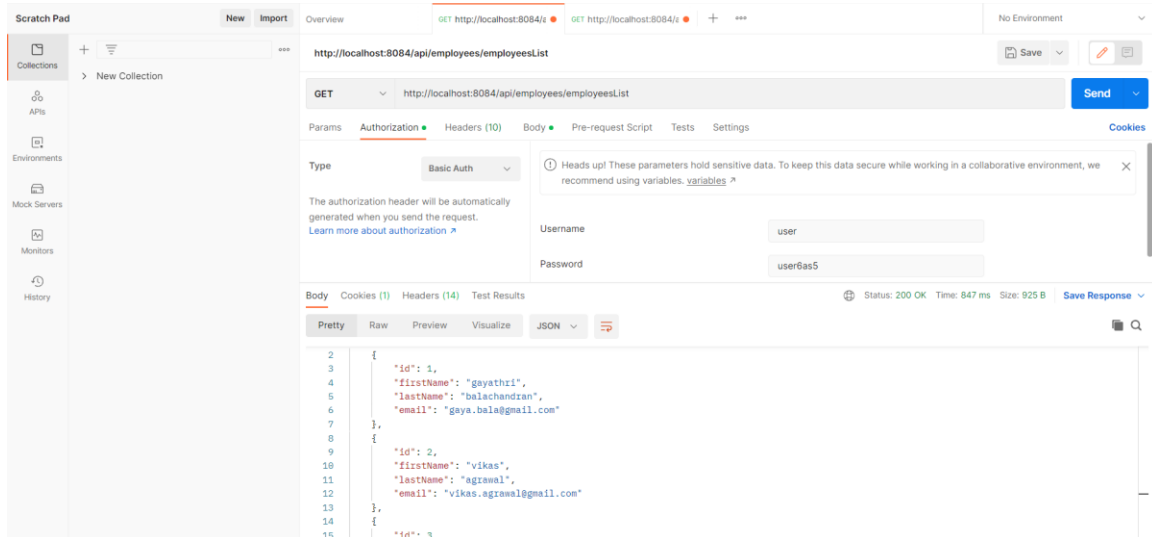 Scratch Pad
New
Import
Overview
GET http://localhost:8084/a
GET http://localhost:8084/a
No Environment
Collections
New Collection
APIs
Environments
Mock Servers
Monitors
History
http://localhost:8084/api/employees/employeesList
Save
GET
http://localhost:8084/api/employees/employeesList
Send
Params
Authorization
Headers (10)
Body
Pre-request Script
Tests
Settings
Cookies
Type
Basic Auth
The authorization header will be automatically
generated when you send the request.
Learn more about authorization ↗
Heads up! These parameters hold sensitive data. To keep this data secure while working in a collaborative environment, we
recommend using variables. variables ↗
Username
user
Password
user6as5
Body
Cookies (1)
Headers (14)
Test Results
Status: 200 OK
Time: 847 ms
Size: 925 B
Save Response
Pretty
Raw
Preview
Visualize
JSON
2 {
3 "id": 1,
4 "firstName": "gayathri",
5 "lastName": "balachandran",
6 "email": "gaya.bala@gmail.com"
7 },
8 {
9 "id": 2,
10 "firstName": "vikas",
11 "lastName": "agrawal",
12 "email": "vikas.agrawal@gmail.com"
13 },
14 {
15 "id": 3,